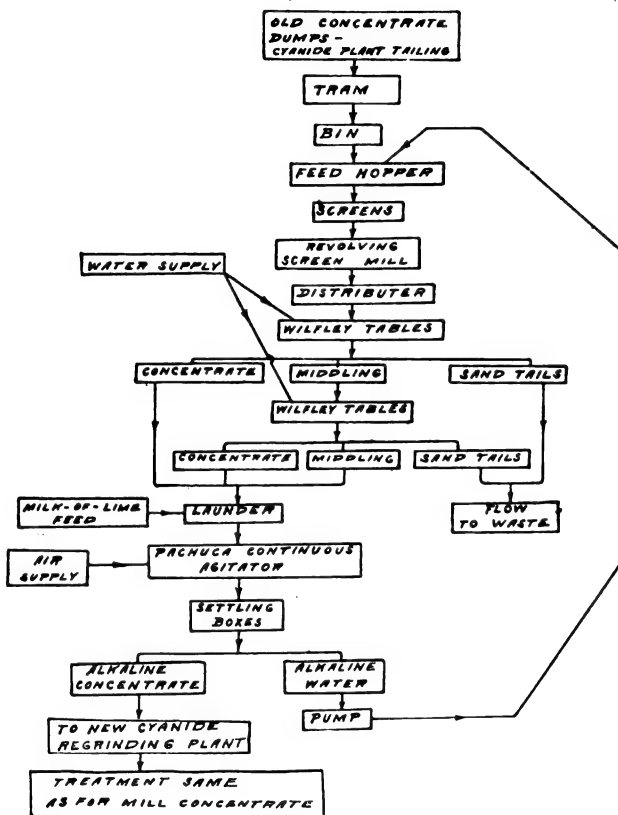 OLD CONCENTRATE
DUMPS-
CYANIDE PLANT TAILING
TRAM
BIN
FEED HOPPER
SCREENS
REVOLVING
SCREEN MILL
WATER SUPPLY
DISTRIBUTER
WILFLEY TABLES
CONCENTRATE
MIDDLING
SAND TAILS
WILFLEY TABLES
CONCENTRATE
MIDDLING
SAND TAILS
MILK-OF-LIME
FEED
LAUNDER
FLOW
TO WASTE
AIR
SUPPLY
PACHUCA CONTINUOUS
AGITATOR
SETTLING
BOXES
ALKALINE
CONCENTRATE
ALKALINE
WATER
PUMP
TO NEW CYANIDE
REGRINDING PLANT
TREATMENT SAME
AS FOR MILL CONCENTRATE